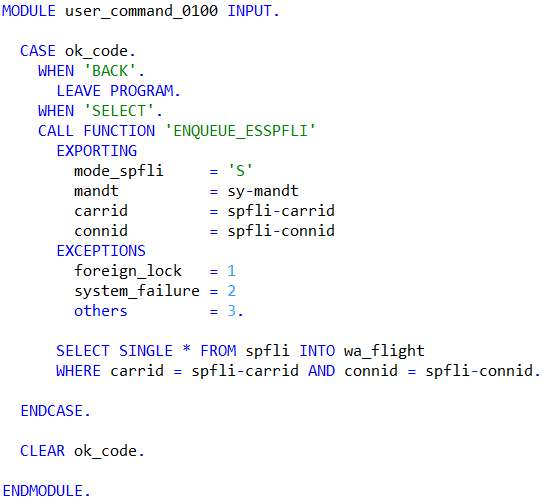 MODULE user_command_0100 INPUT.
CASE ok_code.
WHEN 'BACK'.
LEAVE PROGRAM.
WHEN 'SELECT'.
CALL FUNCTION 'ENQUEUE_ESSPFLI'
EXPORTING
mode_spfli = 'S'
mandt = sy-mandt
carrid = spfli-carrid
connid = spfli-connid
EXCEPTIONS
foreign_lock = 1
system_failure = 2
others = 3.
SELECT SINGLE * FROM spfli INTO wa_flight
WHERE carrid = spfli-carrid AND connid = spfli-connid.
ENDCASE.
CLEAR ok_code.
ENDMODULE.